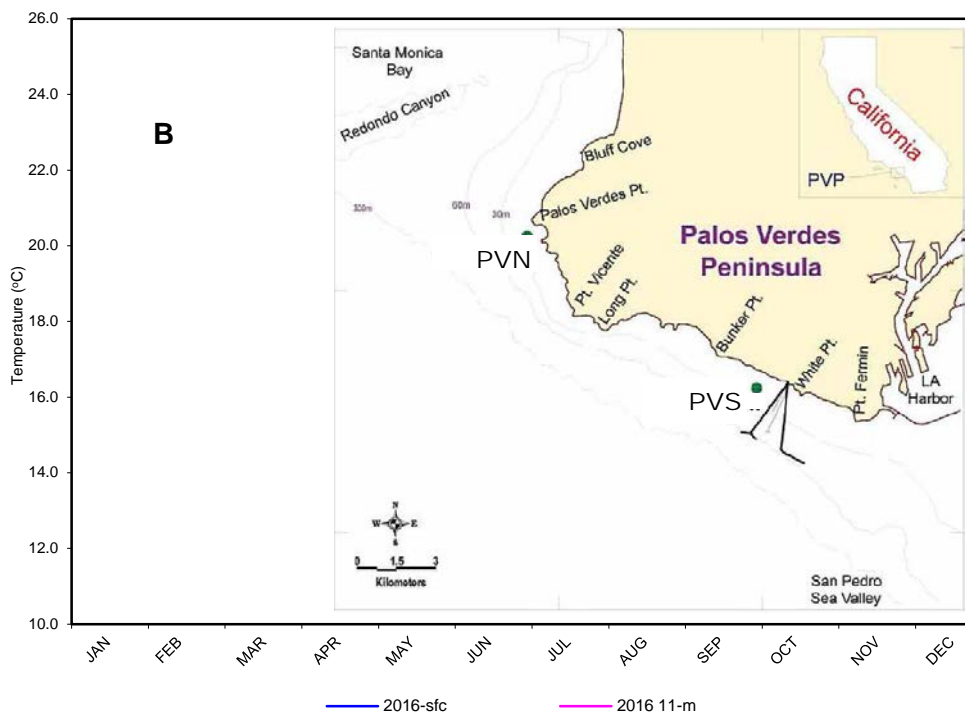 26.0
24.0
22.0
20.0
18.0
16.0
14.0
12.0
10.0
Temperature (ºC)
B
Santa Monica
Bay
Redondo Canyon
Bluff Cove
California
PVP
60m
30m
Palos Verdes Pt.
PVN
Palos Verdes
Peninsula
Pt. Vicente
Long Pt.
Bunker Pt.
White Pt.
Pt. Fermin
LA
Harbor
PVS
N
W E
S
0 1.5 3
Kilometers
San Pedro
Sea Valley
JAN FEB MAR APR MAY JUN JUL AUG SEP OCT NOV DEC
2016-sfc 2016 11-m